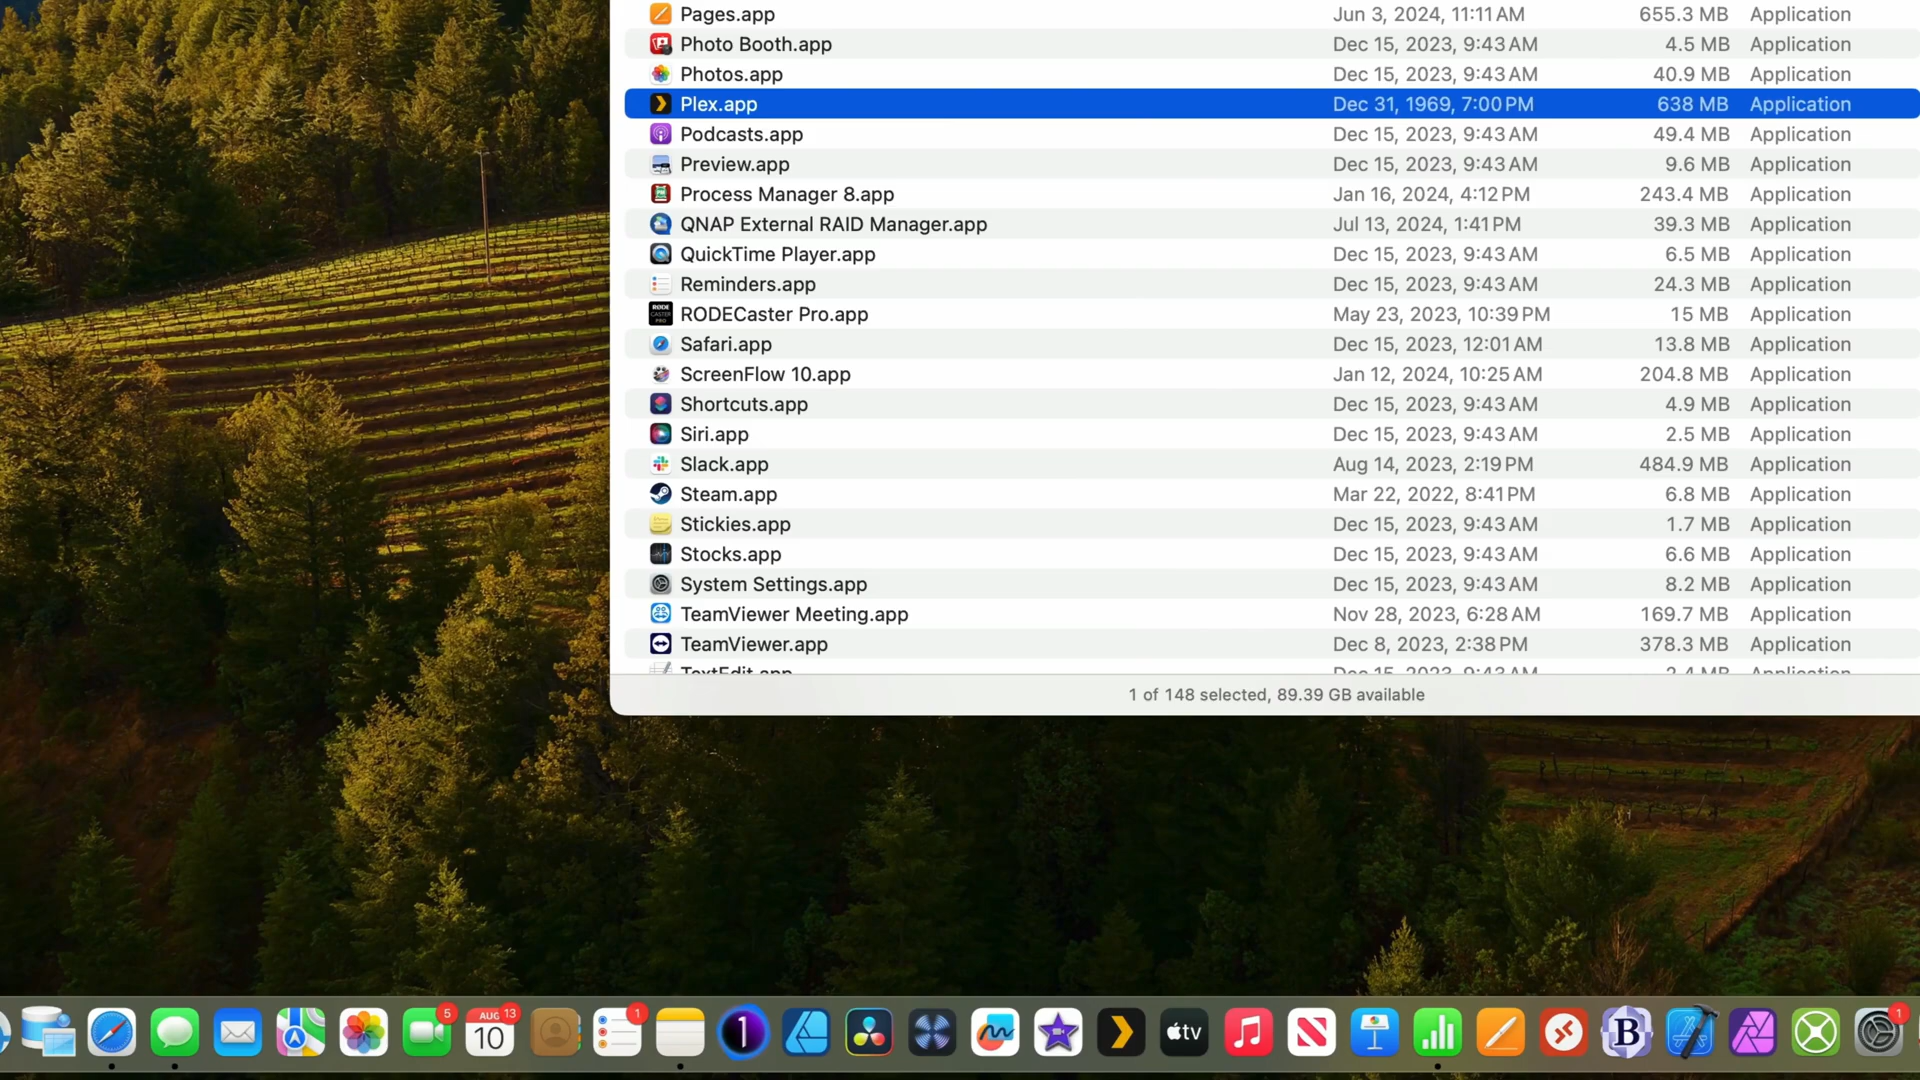 Pages.app Jun 3, 2024, 11:11 AM 655.3 MB Application
Photo Booth.app Dec 15, 2023, 9:43 AM 4.5 MB Application
Photos.app Dec 15, 2023, 9:43 AM 40.9 MB Application
Plex.app Dec 31, 1969, 7:00 PM 638 MB Application
Podcasts.app Dec 15, 2023, 9:43 AM 49.4 MB Application
Preview.app Dec 15, 2023, 9:43 AM 9.6 MB Application
Process Manager 8.app Jan 16, 2024, 4:12 PM 243.4 MB Application
QNAP External RAID Manager.app Jul 13, 2024, 1:41 PM 39.3 MB Application
QuickTime Player.app Dec 15, 2023, 9:43 AM 6.5 MB Application
Reminders.app Dec 15, 2023, 9:43 AM 24.3 MB Application
RODECaster Pro.app May 23, 2023, 10:39 PM 15 MB Application
Safari.app Dec 15, 2023, 12:01 AM 13.8 MB Application
ScreenFlow 10.app Jan 12, 2024, 10:25 AM 204.8 MB Application
Shortcuts.app Dec 15, 2023, 9:43 AM 4.9 MB Application
Siri.app Dec 15, 2023, 9:43 AM 2.5 MB Application
Slack.app Aug 14, 2023, 2:19 PM 484.9 MB Application
Steam.app Mar 22, 2022, 8:41 PM 6.8 MB Application
Stickies.app Dec 15, 2023, 9:43 AM 1.7 MB Application
Stocks.app Dec 15, 2023, 9:43 AM 6.6 MB Application
System Settings.app Dec 15, 2023, 9:43 AM 8.2 MB Application
TeamViewer Meeting.app Nov 28, 2023, 6:28 AM 169.7 MB Application
TeamViewer.app Dec 8, 2023, 2:38 PM 378.3 MB Application
TextEdit.app Dec 15, 2023, 9:43 AM 2.4 MB Application
1 of 148 selected, 89.39 GB available
5 AUG 13 1 1
10 1 tv B